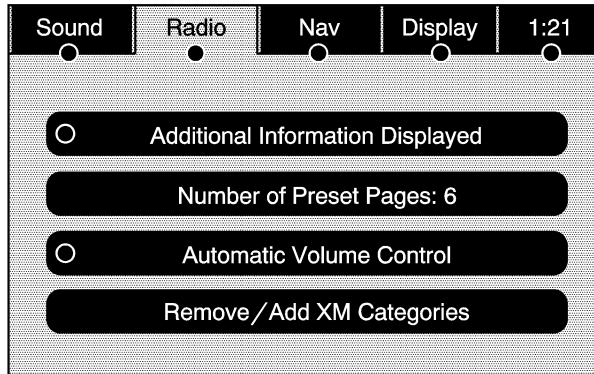 Sound Radio Nav Display 1:21
Additional Information Displayed
Number of Preset Pages: 6
Automatic Volume Control
Remove/Add XM Categories